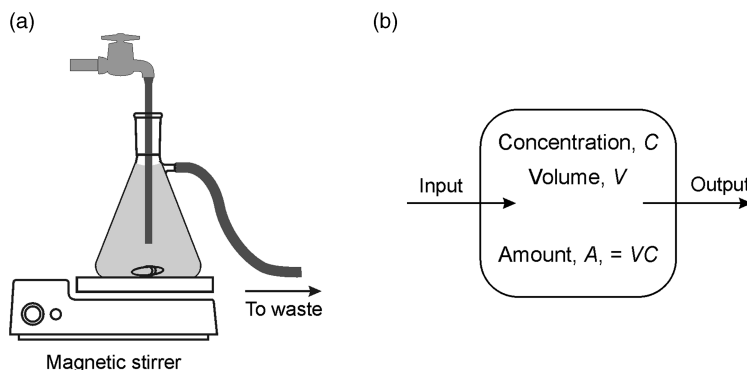 (a)
To waste
Magnetic stirrer
(b)
Concentration, C
Volume, V
Input
Output
Amount, A, = VC